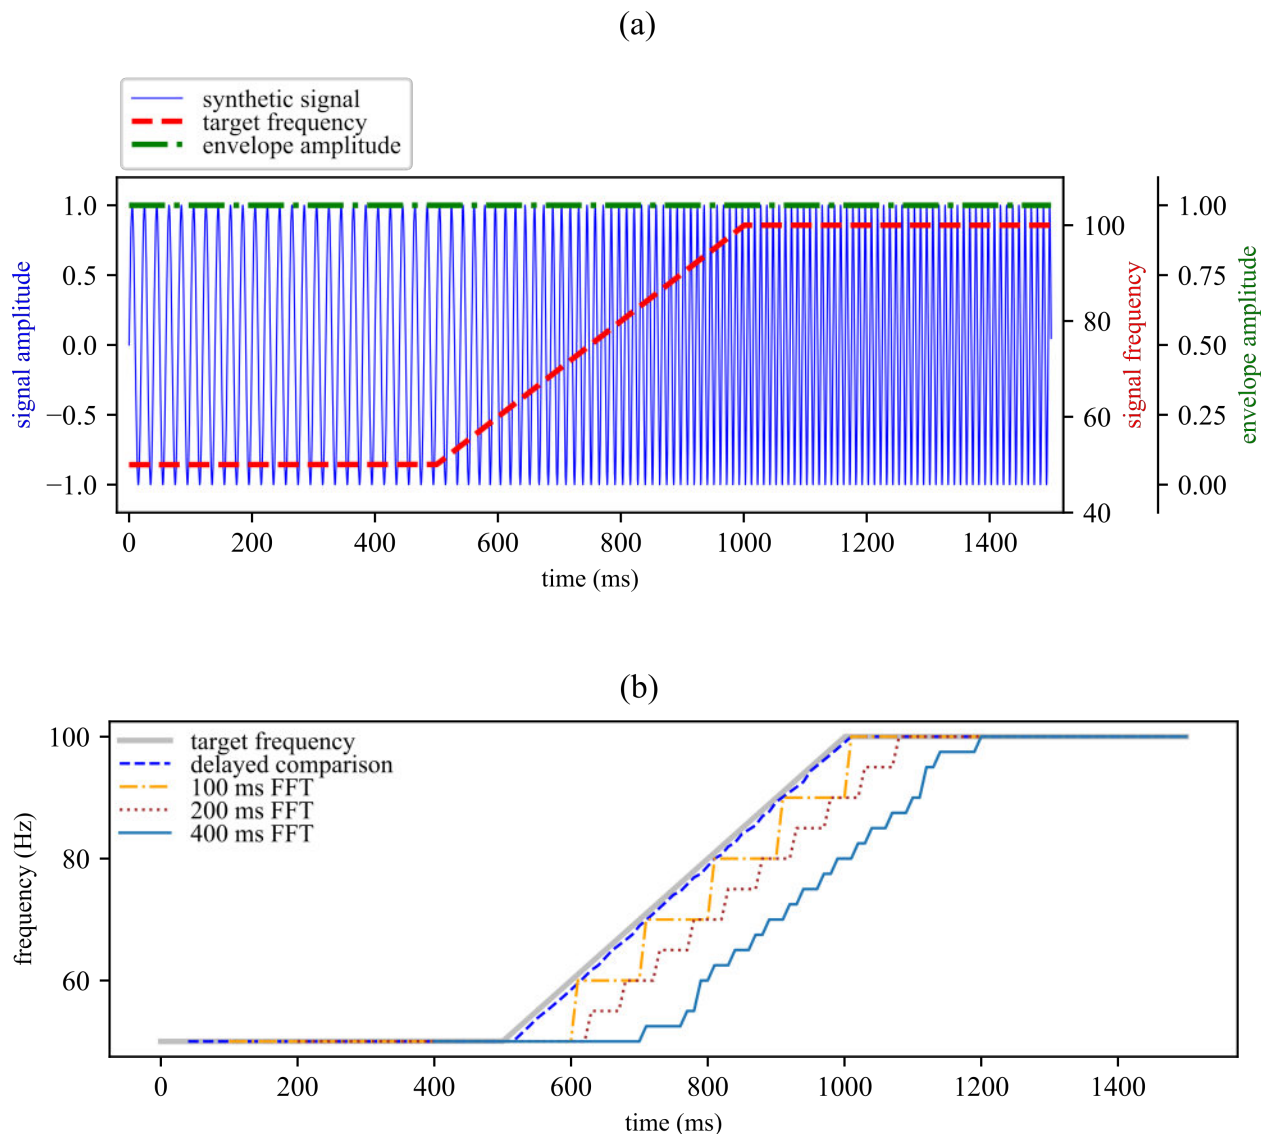 (a)
synthetic signal
target frequency
envelope amplitude
signal amplitude
1.0
0.5
0.0
−0.5
−1.0
100
80
60
40
signal frequency
1.00
0.75
0.50
0.25
0.00
envelope amplitude
0 200 400 600 800 1000 1200 1400
time (ms)
(b)
target frequency
delayed comparison
100 ms FFT
200 ms FFT
400 ms FFT
frequency (Hz)
100
80
60
0 200 400 600 800 1000 1200 1400
time (ms)